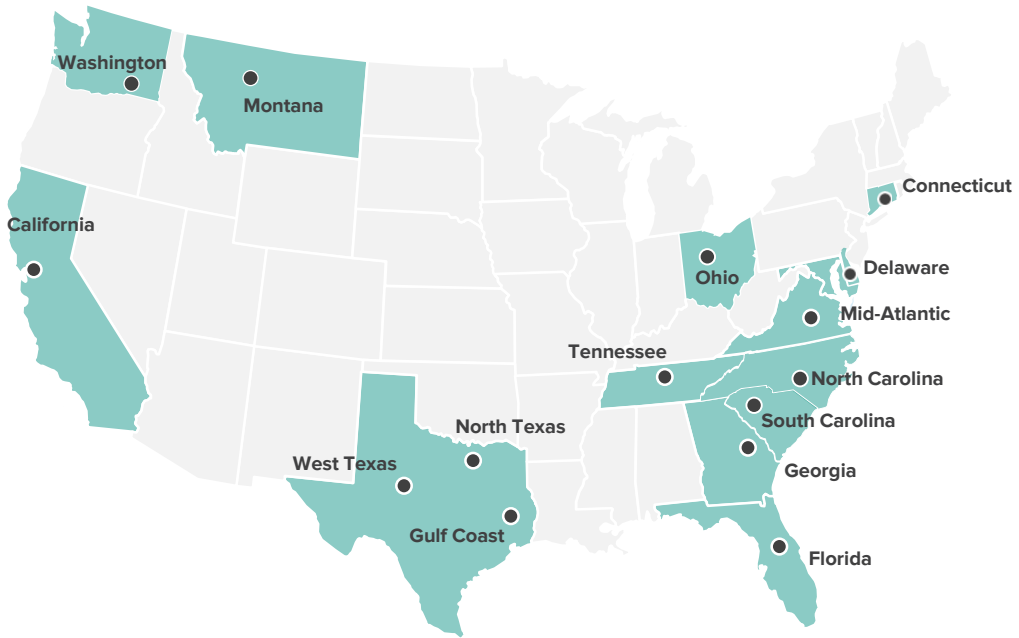 Washington
Montana
Connecticut
California
Delaware
Ohio
Mid-Atlantic
Tennessee
North Carolina
South Carolina
North Texas
West Texas
Georgia
Gulf Coast
Florida